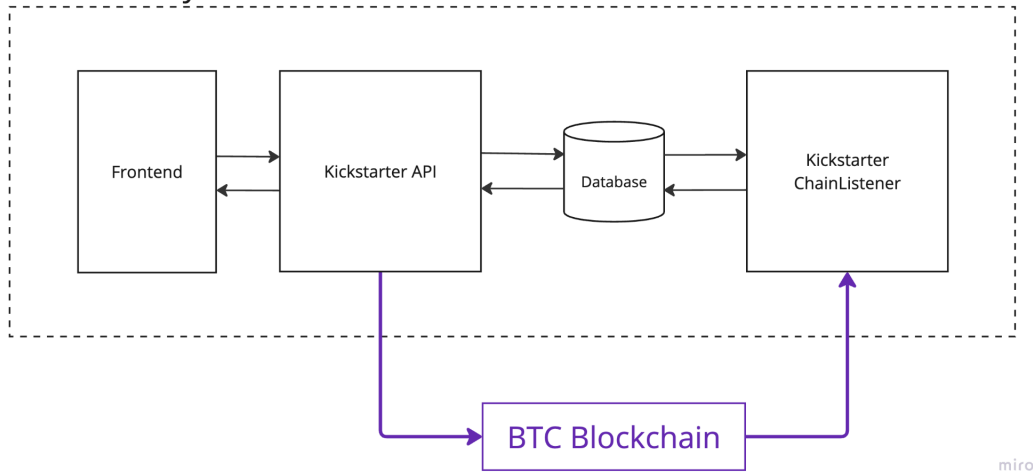 Frontend
Kickstarter API
Database
Kickstarter
ChainListener
BTC Blockchain
miro